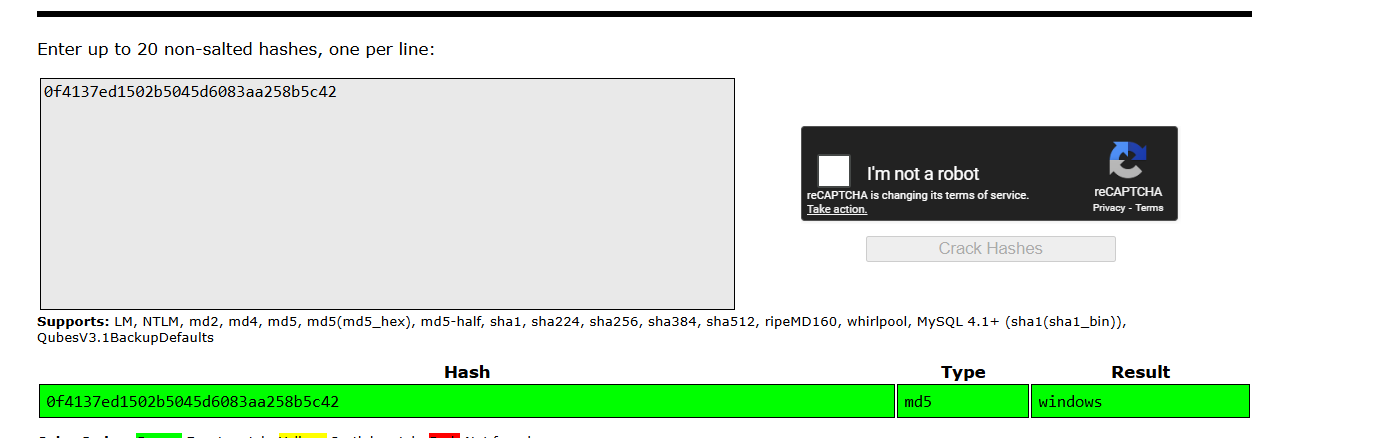 Enter up to 20 non-salted hashes, one per line:
0f4137ed1502b5045d6083aa258b5c42
I'm not a robot
reCAPTCHA is changing its terms of service.
Take action.
reCAPTCHA
Privacy - Terms
Crack Hashes
Supports: LM, NTLM, md2, md4, md5, md5(md5_hex), md5-half, sha1, sha224, sha256, sha384, sha512, ripeMD160, whirlpool, MySQL 4.1+ (sha1(sha1_bin)),
QubesV3.1BackupDefaults
Hash Type Result
0f4137ed1502b5045d6083aa258b5c42 md5 windows